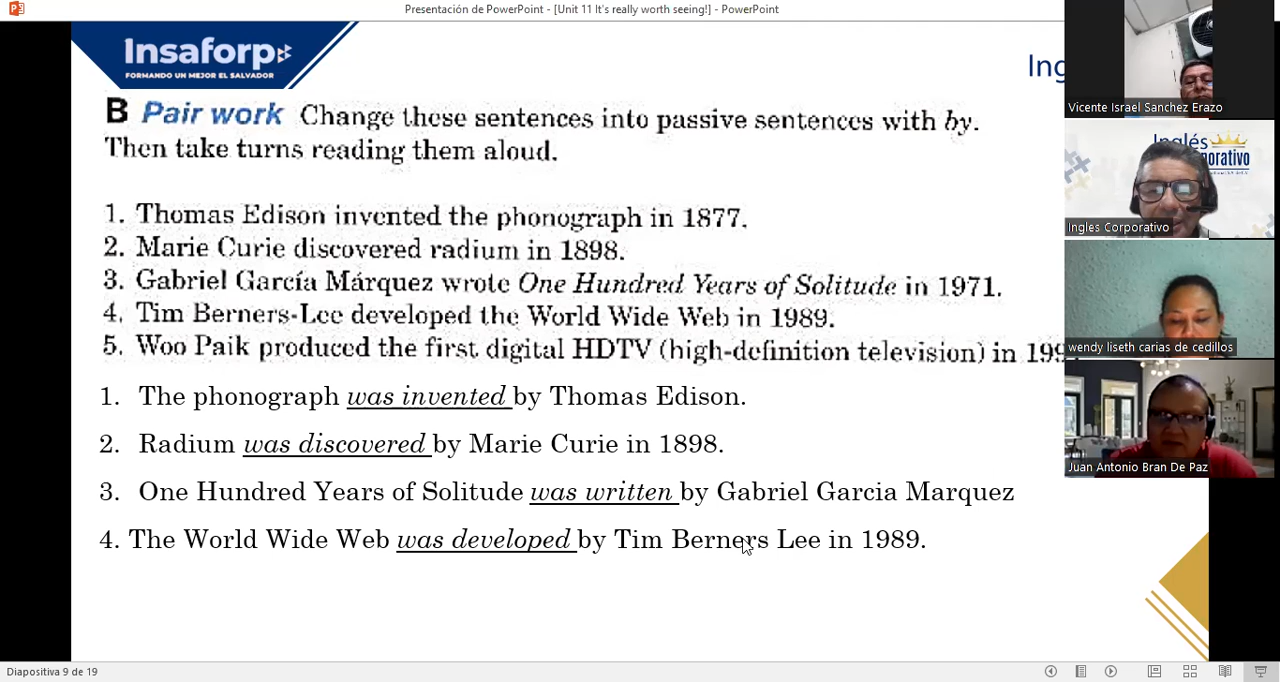 Presentación de PowerPoint - [Unit 11 It's really worth seeing!] - PowerPoint
Insaforp
FORMANDO UN MEJOR EL SALVADOR
Ing
B Pair work Change these sentences into passive sentences with by.
Then take turns reading them aloud.
1. Thomas Edison invented the phonograph in 1877.
2. Marie Curie discovered radium in 1898.
3. Gabriel García Márquez wrote One Hundred Years of Solitude in 1971.
4. Tim Berners-Lee developed the World Wide Web in 1989.
5. Woo Paik produced the first digital HDTV (high-definition television) in 199
1. The phonograph was invented by Thomas Edison.
2. Radium was discovered by Marie Curie in 1898.
3. One Hundred Years of Solitude was written by Gabriel Garcia Marquez
4. The World Wide Web was developed by Tim Berners Lee in 1989.
Vicente Israel Sanchez Erazo
Inglés
porativo
Ingles Corporativo
wendy liseth carias de cedillos
Juan Antonio Bran De Paz
Diapositiva 9 de 19